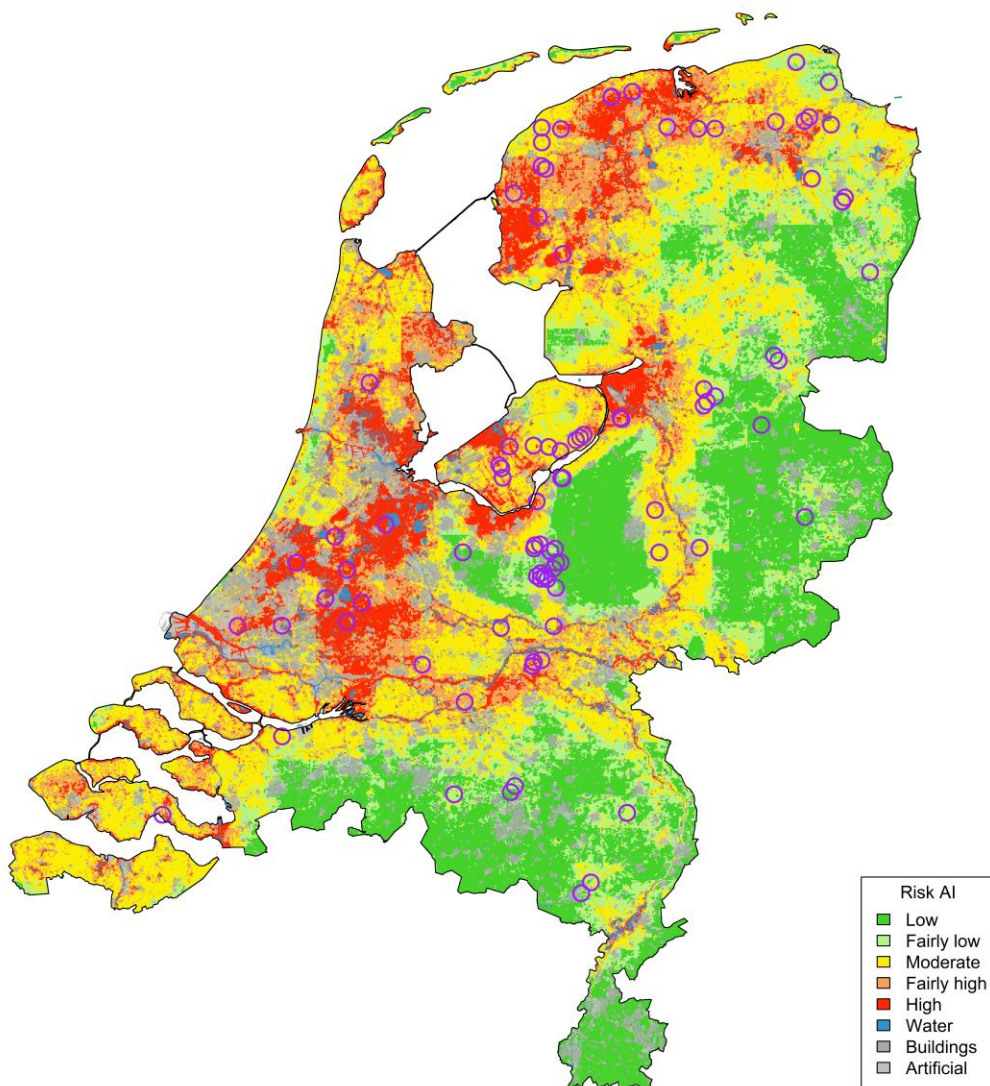 Risk AI
Low
Fairly low
Moderate
Fairly high
High
Water
Buildings
Artificial